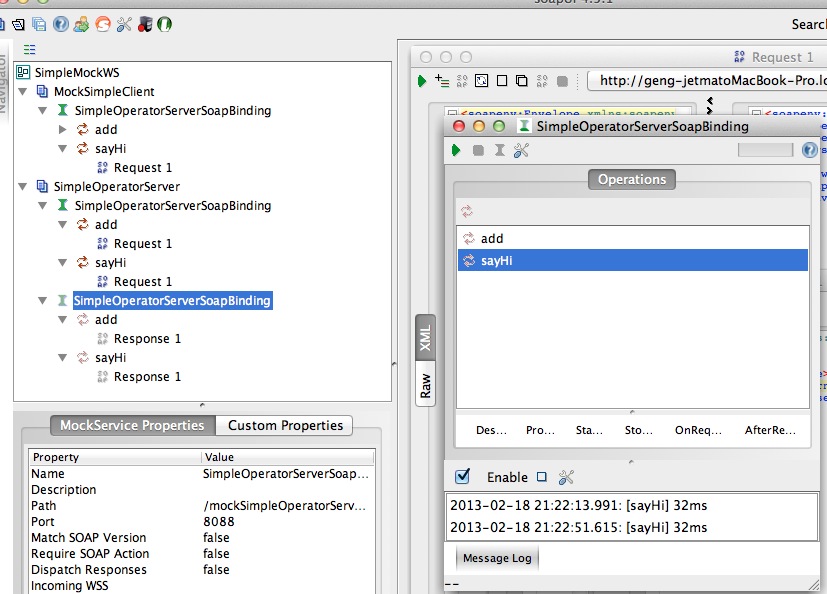 soapUI 4.5.1
Search
Navigator
SimpleMockWS
MockSimpleClient
SimpleOperatorServerSoapBinding
add
sayHi
Request 1
SimpleOperatorServer
SimpleOperatorServerSoapBinding
add
Request 1
sayHi
Request 1
SimpleOperatorServerSoapBinding
add
Response 1
sayHi
Response 1
MockService Properties
Custom Properties
Property Value
Name SimpleOperatorServerSoap...
Description
Path /mockSimpleOperatorServ...
Port 8088
Match SOAP Version false
Require SOAP Action false
Dispatch Responses false
Incoming WSS
Request 1
http://geng-jetmatoMacBook-Pro.lo
XML
Raw
SimpleOperatorServerSoapBinding
Operations
add
sayHi
Des... Pro... Sta... Sto... OnReq... AfterRe...
Enable
2013-02-18 21:22:13.991: [sayHi] 32ms
2013-02-18 21:22:51.615: [sayHi] 32ms
Message Log
--